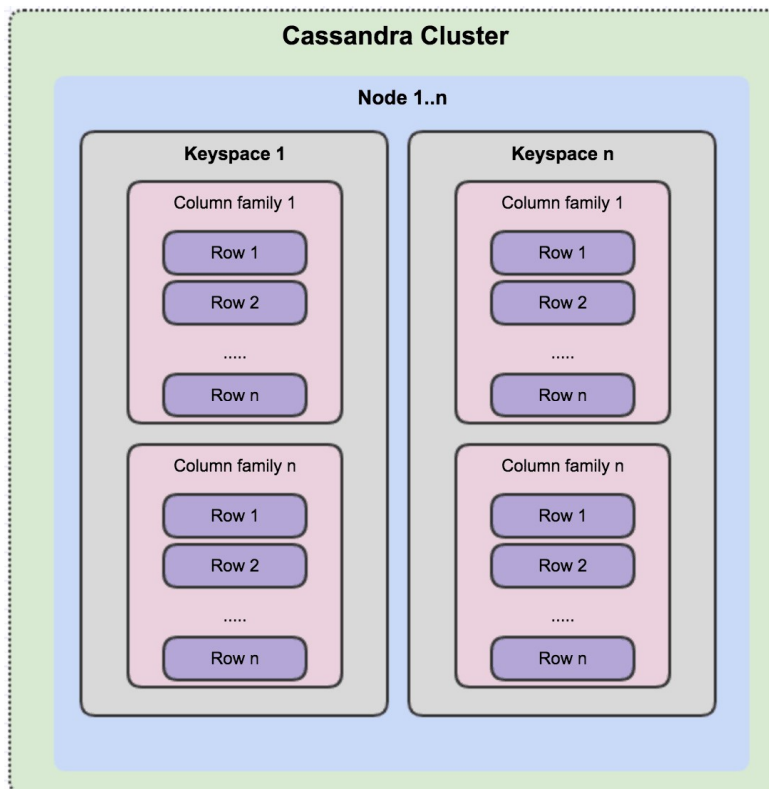 Cassandra Cluster
Node 1..n
Keyspace 1
Column family 1
Row 1
Row 2
.....
Row n
Column family n
Row 1
Row 2
.....
Row n
Keyspace n
Column family 1
Row 1
Row 2
.....
Row n
Column family n
Row 1
Row 2
.....
Row n